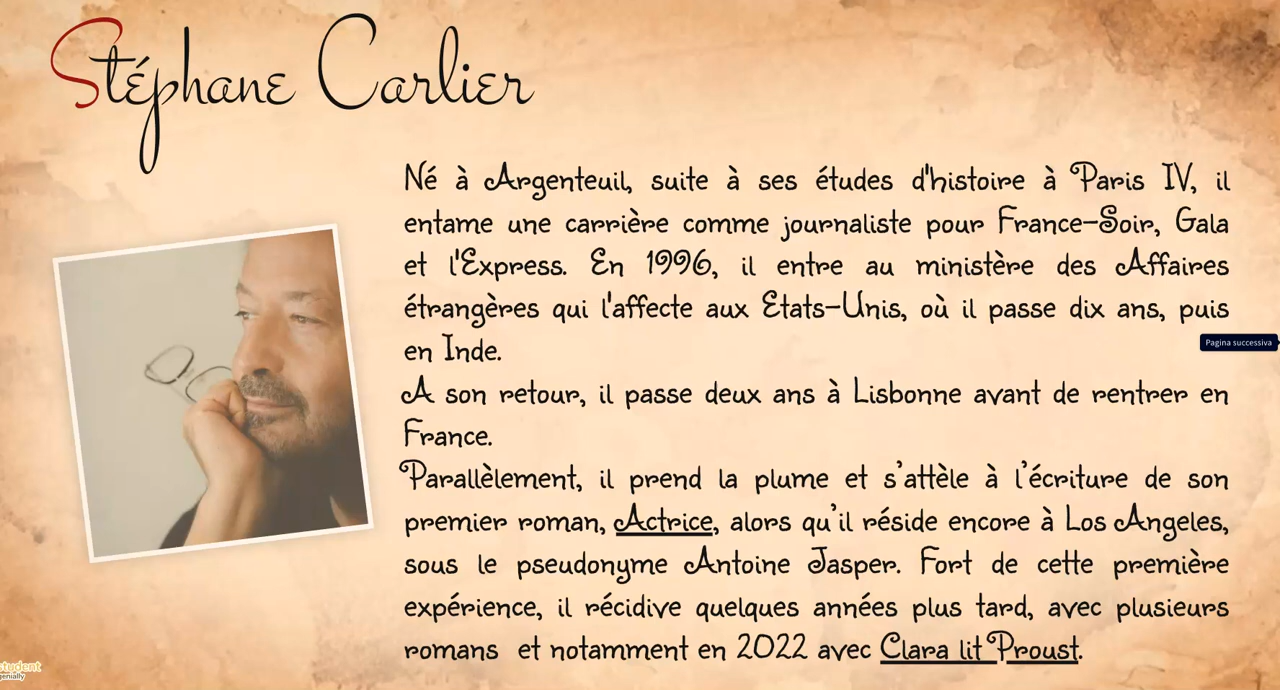 Stéphane Carlier
Né à Argenteuil, suite à ses études d'histoire à Paris IV, il
entame une carrière comme journaliste pour France-Soir, Gala
et l'Express. En 1996, il entre au ministère des Affaires
étrangères qui l'affecte aux Etats-Unis, où il passe dix ans, puis
en Inde.
A son retour, il passe deux ans à Lisbonne avant de rentrer en
France.
Parallèlement, il prend la plume et s’attèle à l’écriture de son
premier roman, Actrice, alors qu’il réside encore à Los Angeles,
sous le pseudonyme Antoine Jasper. Fort de cette première
expérience, il récidive quelques années plus tard, avec plusieurs
romans et notamment en 2022 avec Clara lit Proust.
Pagina successiva
student
genially